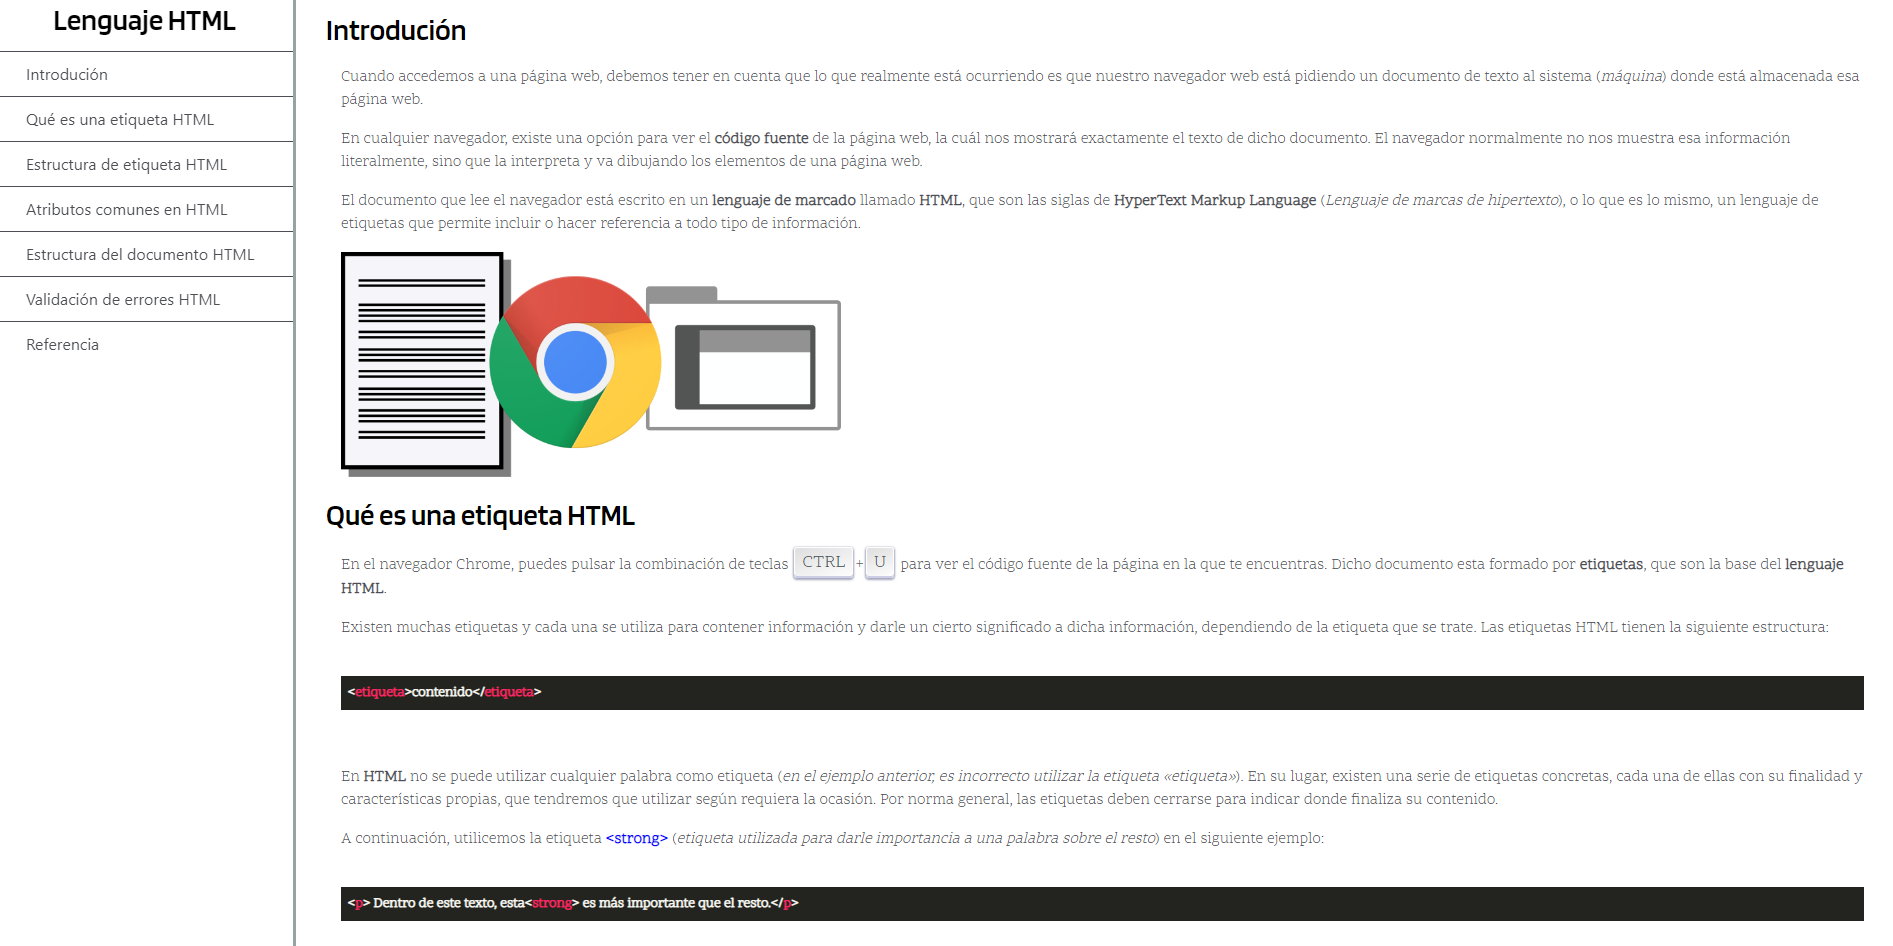 Lenguaje HTML
Introdución
Qué es una etiqueta HTML
Estructura de etiqueta HTML
Atributos comunes en HTML
Estructura del documento HTML
Validación de errores HTML
Referencia
Introdución
Cuando accedemos a una página web, debemos tener en cuenta que lo que realmente está ocurriendo es que nuestro navegador web está pidiendo un documento de texto al sistema (máquina) donde está almacenada esa
página web.
En cualquier navegador, existe una opción para ver el código fuente de la página web, la cuál nos mostrará exactamente el texto de dicho documento. El navegador normalmente no nos muestra esa información
literalmente, sino que la interpreta y va dibujando los elementos de una página web.
El documento que lee el navegador está escrito en un lenguaje de marcado llamado HTML, que son las siglas de HyperText Markup Language (Lenguaje de marcas de hipertexto), o lo que es lo mismo, un lenguaje de
etiquetas que permite incluir o hacer referencia a todo tipo de información.
Qué es una etiqueta HTML
En el navegador Chrome, puedes pulsar la combinación de teclas CTRL + U para ver el código fuente de la página en la que te encuentras. Dicho documento esta formado por etiquetas, que son la base del lenguaje
HTML.
Existen muchas etiquetas y cada una se utiliza para contener información y darle un cierto significado a dicha información, dependiendo de la etiqueta que se trate. Las etiquetas HTML tienen la siguiente estructura:
<etiqueta>contenido</etiqueta>
En HTML no se puede utilizar cualquier palabra como etiqueta (en el ejemplo anterior, es incorrecto utilizar la etiqueta «etiqueta»). En su lugar, existen una serie de etiquetas concretas, cada una de ellas con su finalidad y
características propias, que tendremos que utilizar según requiera la ocasión. Por norma general, las etiquetas deben cerrarse para indicar donde finaliza su contenido.
A continuación, utilicemos la etiqueta <strong> (etiqueta utilizada para darle importancia a una palabra sobre el resto) en el siguiente ejemplo:
<p> Dentro de este texto, esta<strong> es más importante que el resto.</p>